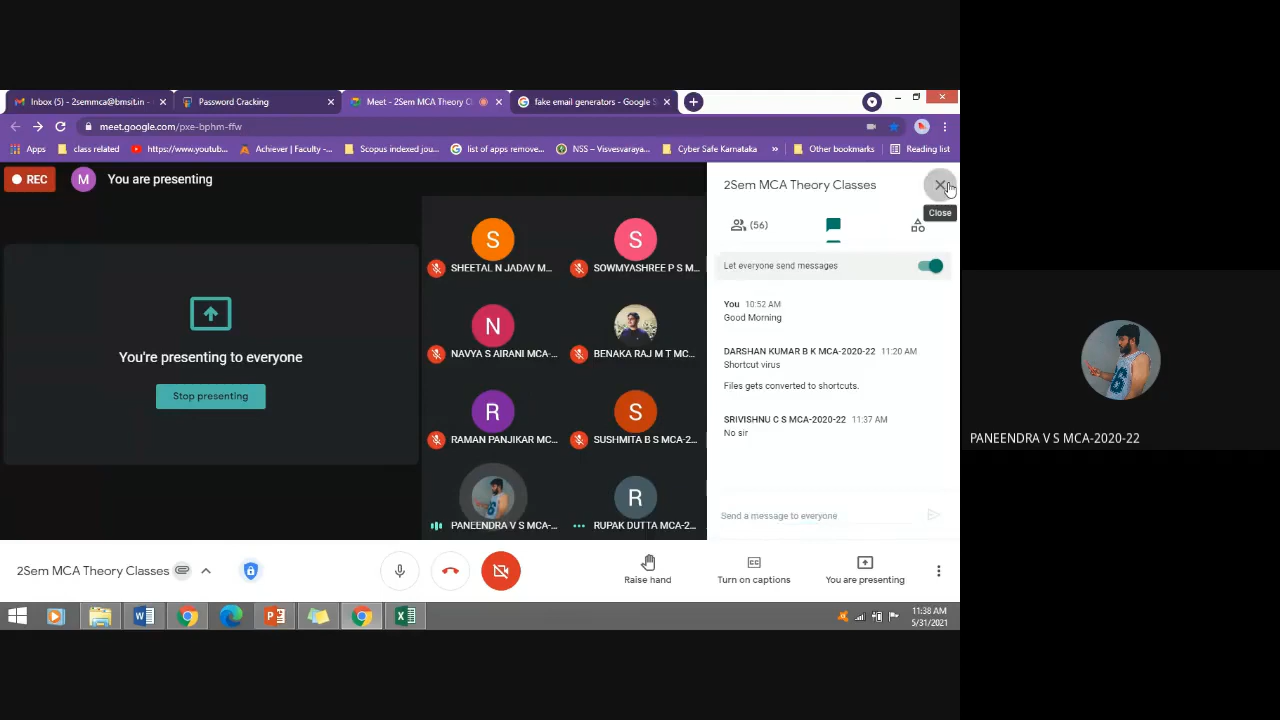 Inbox (5) - 2semmca@bmsit.in -
Password Cracking
Meet - 2Sem MCA Theory C
fake email generators - Google S
meet.google.com/pxe-bphm-ffw
Apps
class related
https://www.youtub...
Achiever | Faculty -...
Scopus indexed jou...
list of apps remove...
NSS – Visvesvaraya...
Cyber Safe Karnataka
»
Other bookmarks
Reading list
REC
M
You are presenting
2Sem MCA Theory Classes
Close
(56)
Let everyone send messages
You 10:52 AM
Good Morning
DARSHAN KUMAR B K MCA-2020-22 11:20 AM
Shortcut virus
Files gets converted to shortcuts.
SRIVISHNU C S MCA-2020-22 11:37 AM
No sir
Send a message to everyone
You're presenting to everyone
Stop presenting
S
SHEETAL N JADAV M...
S
SOWMYASHREE P S M...
N
NAVYA S AIRANI MCA-...
BENAKA RAJ M T MC...
R
RAMAN PANJIKAR MC...
S
SUSHMITA B S MCA-2...
PANEENDRA V S MCA-...
R
RUPAK DUTTA MCA-2...
PANEENDRA V S MCA-2020-22
2Sem MCA Theory Classes
Raise hand
CC
Turn on captions
You are presenting
11:38 AM
5/31/2021